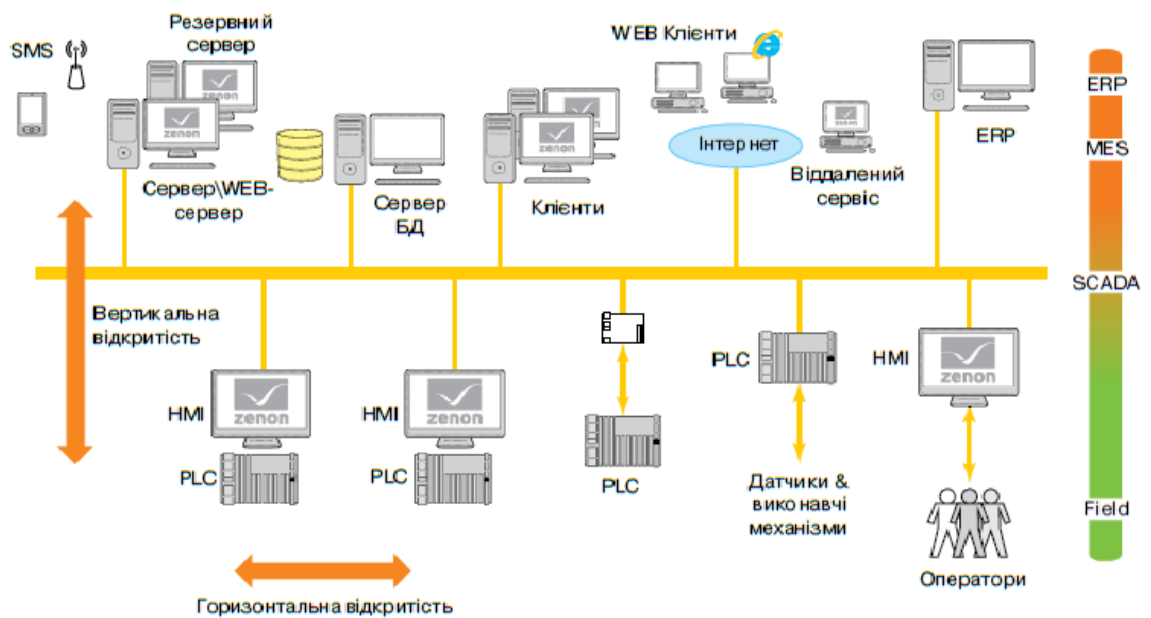 SMS
Резервний
сервер
zenon
zenon
Сервер\WEB-
сервер
Сервер
БД
zenon
Клієнти
WEB Клієнти
Інтернет
zenon
Віддалений
сервіс
ERP
ERP
MES
SCADA
Field
Вертикальна
відкритість
HMI
zenon
PLC
HMI
zenon
PLC
PLC
PLC
Датчики &
виконавчі
механізми
HMI
zenon
Оператори
Горизонтальна відкритість